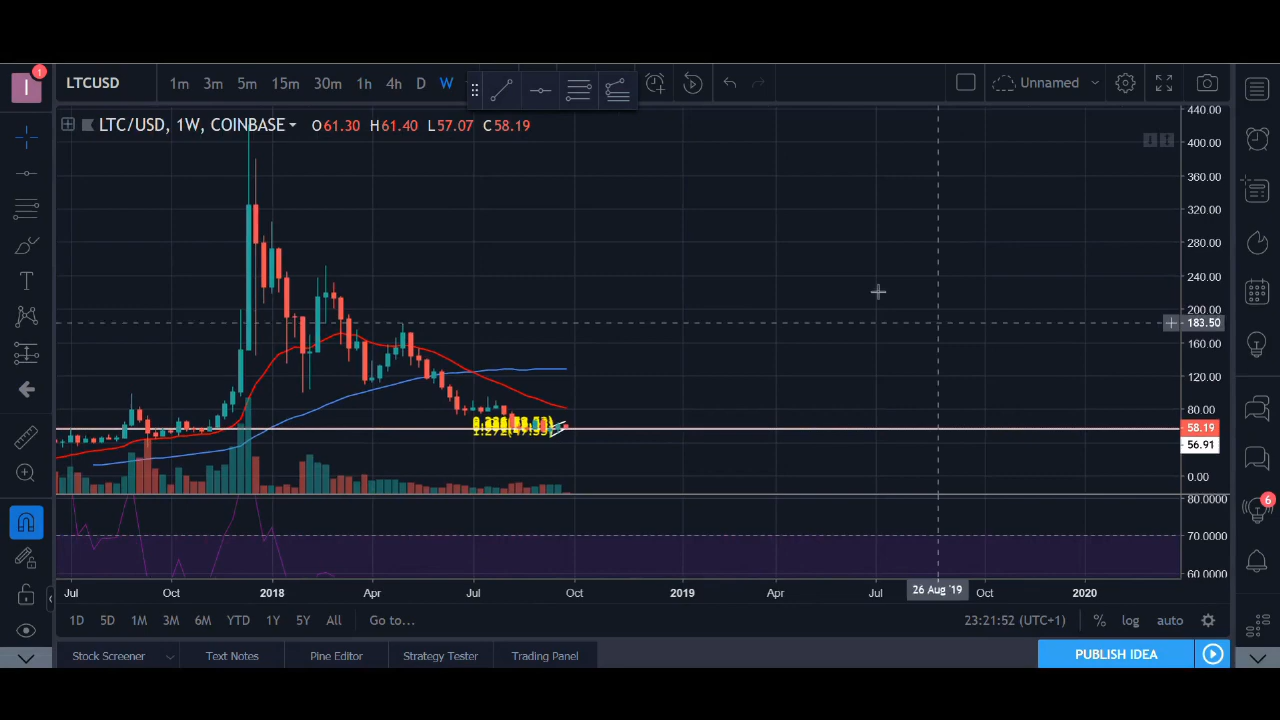 I
1
LTCUSD
1m 3m 5m 15m 30m 1h 4h D W
Unnamed
LTC/USD, 1W, COINBASE
O61.30 H61.40 L57.07 C58.19
440.00
400.00
360.00
320.00
280.00
240.00
200.00
183.50
160.00
120.00
80.00
58.19
56.91
0.00
80.0000
70.0000
60.0000
6
T
Jul Oct 2018 Apr Jul Oct 2019 Apr Jul 26 Aug '19 Oct 2020
1D 5D 1M 3M 6M YTD 1Y 5Y All Go to...
23:21:52 (UTC+1) % log auto
Stock Screener Text Notes Pine Editor Strategy Tester Trading Panel
PUBLISH IDEA